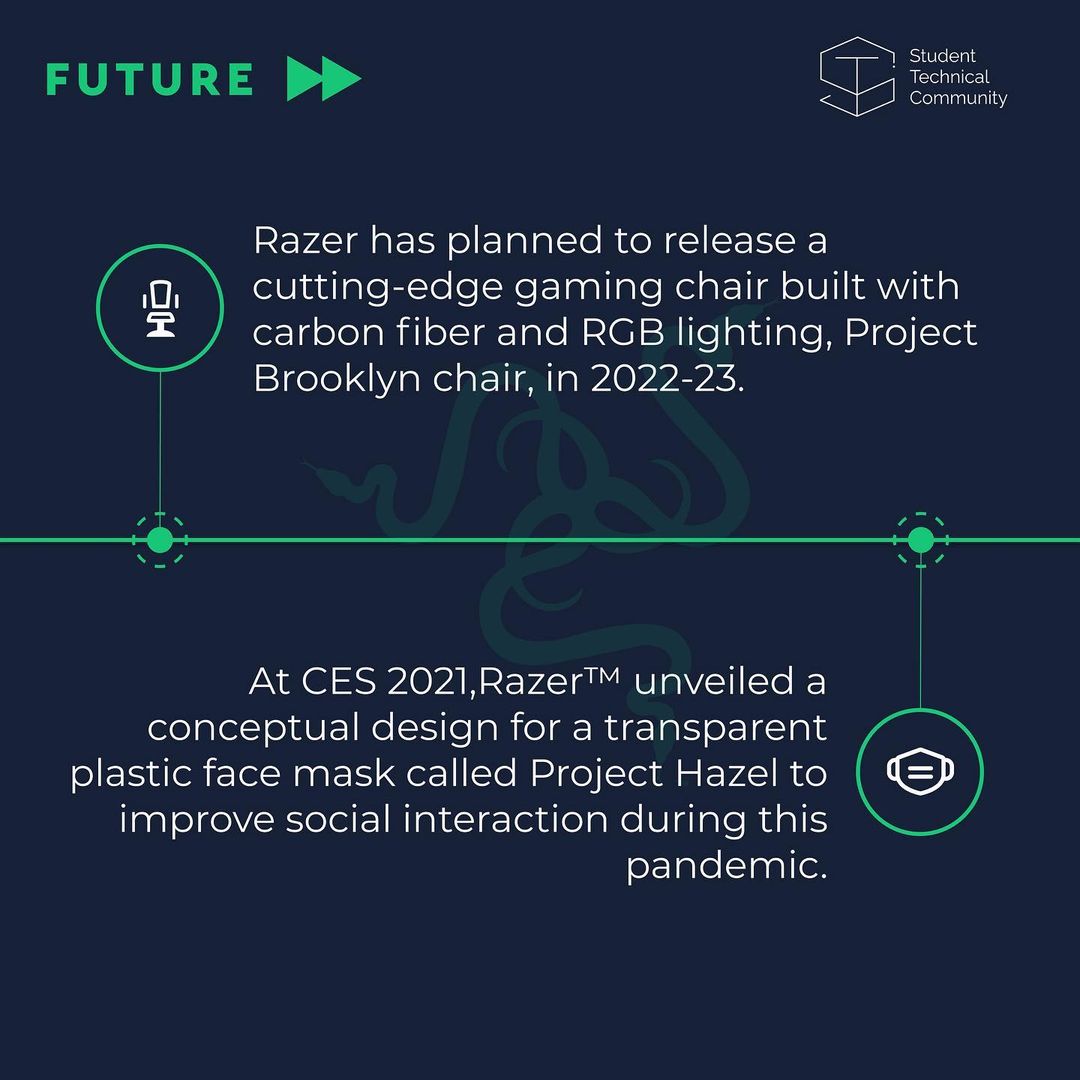 FUTURE
Student
Technical
Community
Razer has planned to release a
cutting-edge gaming chair built with
carbon fiber and RGB lighting, Project
Brooklyn chair, in 2022-23.
At CES 2021,Razer™ unveiled a
conceptual design for a transparent
plastic face mask called Project Hazel to
improve social interaction during this
pandemic.